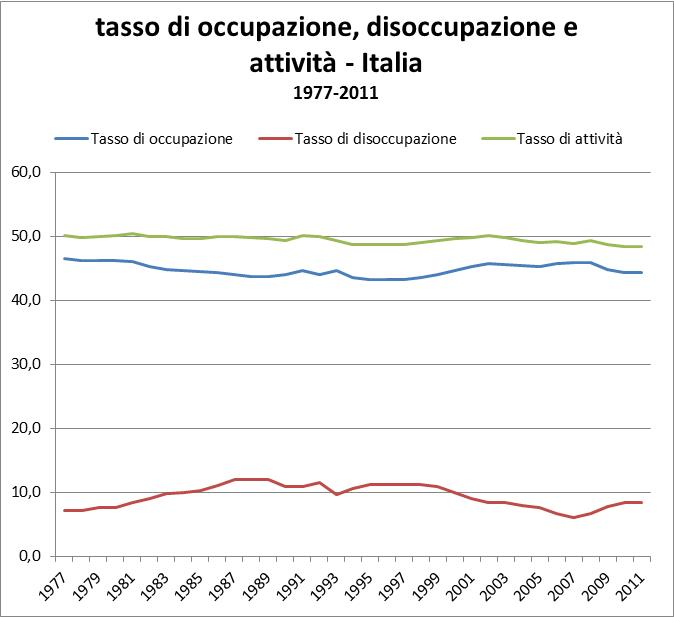 tasso di occupazione, disoccupazione e
attività - Italia
1977-2011
Tasso di occupazione Tasso di disoccupazione Tasso di attività
60,0
50,0
40,0
30,0
20,0
10,0
0,0
1977 1979 1981 1983 1985 1987 1989 1991 1993 1995 1997 1999 2001 2003 2005 2007 2009 2011